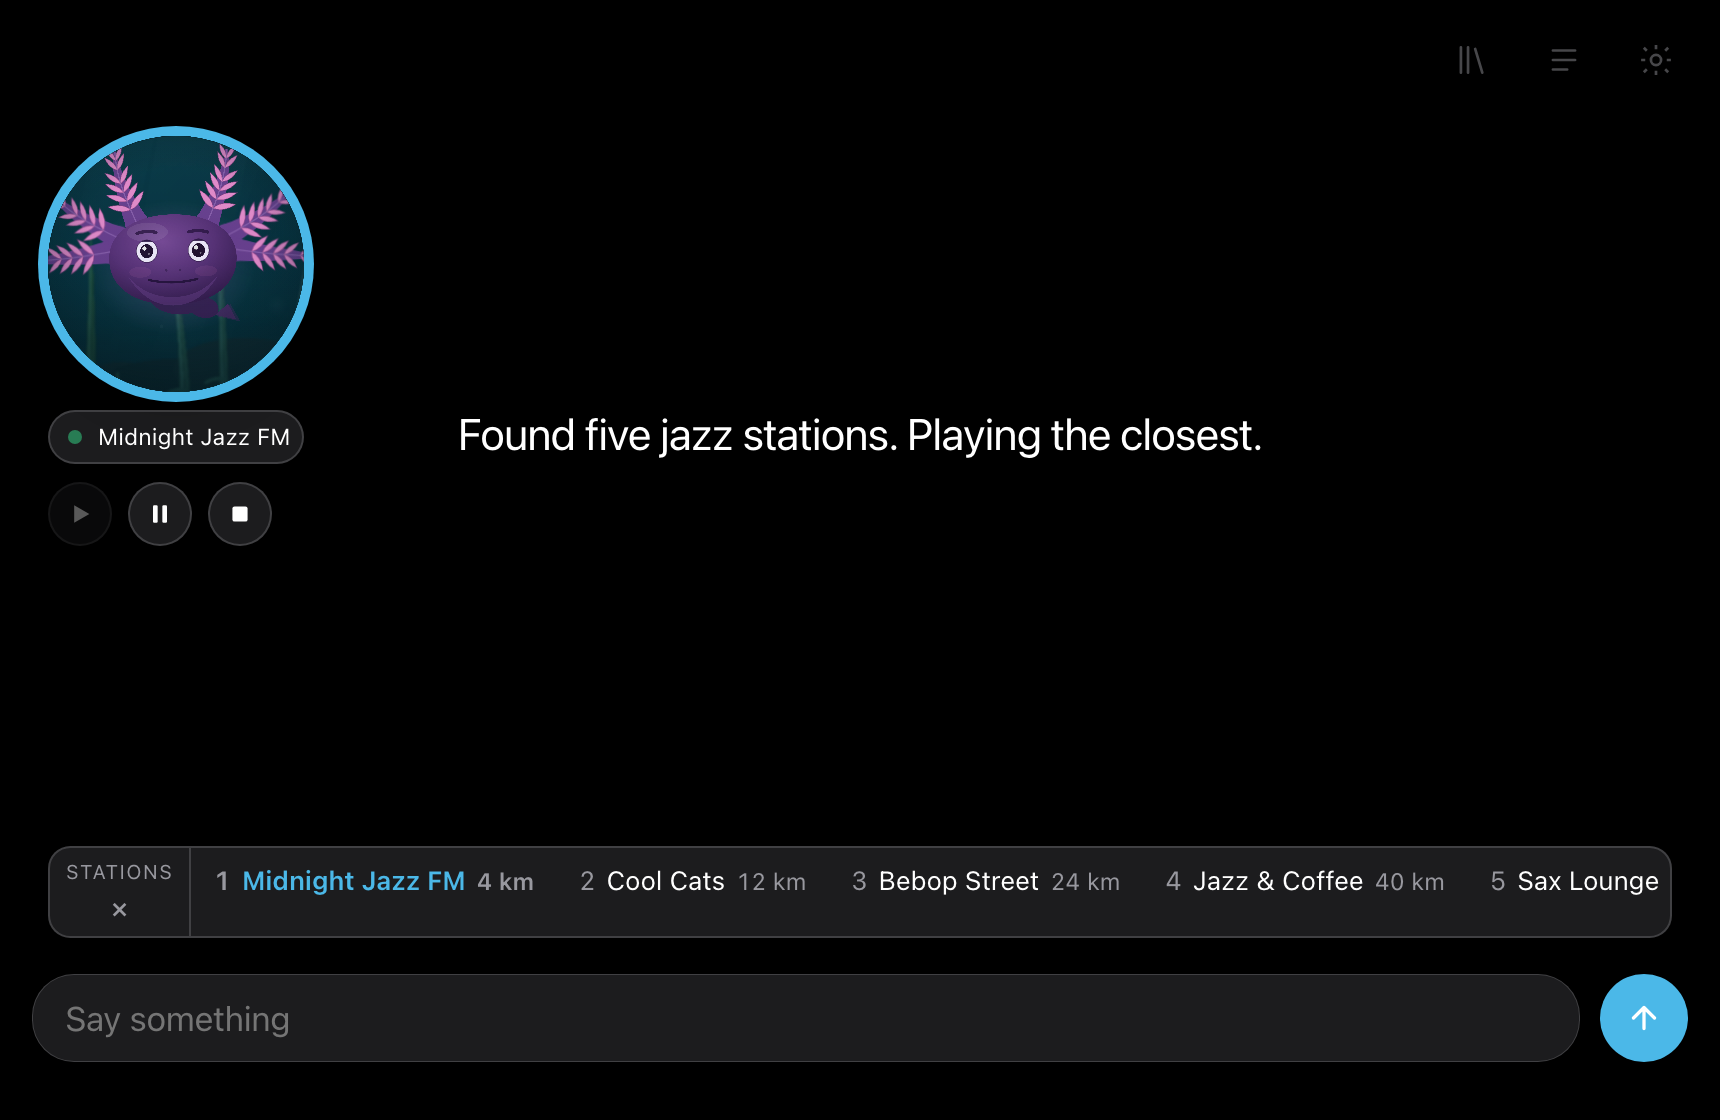 Midnight Jazz FM
Found five jazz stations. Playing the closest.
STATIONS
1 Midnight Jazz FM 4 km 2 Cool Cats 12 km 3 Bebop Street 24 km 4 Jazz & Coffee 40 km 5 Sax Lounge
Say something